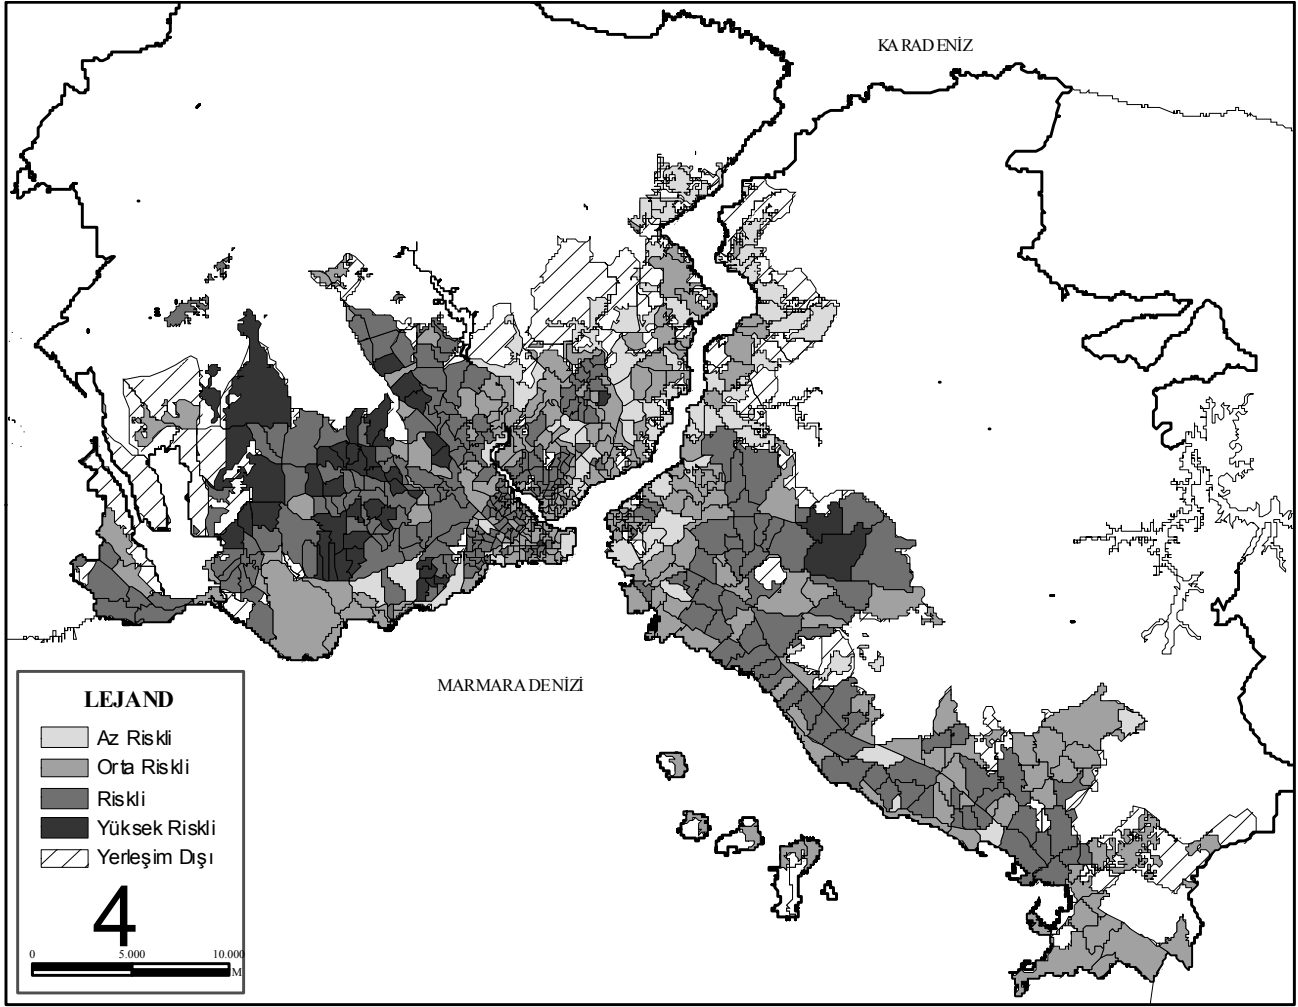 KARADENİZ
MARMARA DENİZİ
LEJAND
Az Riskli
Orta Riskli
Riskli
Yüksek Riskli
Yerleşim Dışı
4
0 5.000 10.000
M